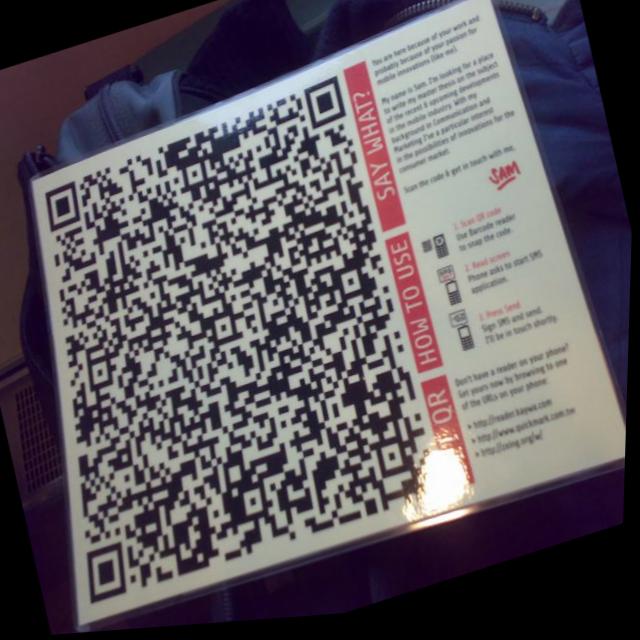 SAY WHAT?
You are here because of your work and
probably because of your passion for
mobile innovations (like me).
My name is Sam. I'm looking for a place
to write my master thesis on the subject
of the current & upcoming developments
in the mobile industry. With my
background in Communication and
Marketing I've a particular interest
in the possibilities of innovations for the
consumer market.
Scan the code & get in touch with me.
SAM
HOW TO USE
1. Scan QR code
Use Barcode reader
to snap the code.
2. Read screen
Phone asks to start SMS
application.
3. Press Send
Sign SMS and send.
I'll be in touch shortly.
QR
Don't have a reader on your phone?
Get yours now by browsing to one
of the URLs on your phone:
http://reader.kaywa.com
http://www.quickmark.com.tw
http://zxing.org/w/